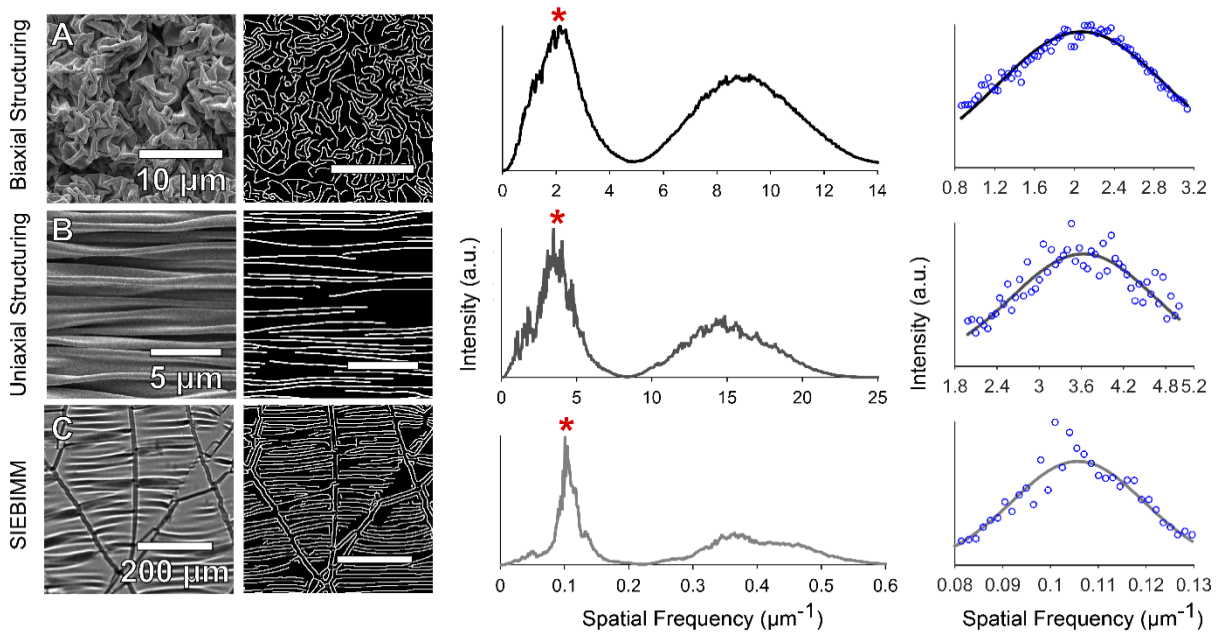 Biaxial Structuring
A
10 µm
*
0 2 4 6 8 10 12 14
0.8 1.2 1.6 2 2.4 2.8 3.2
Uniaxial Structuring
B
5 µm
Intensity (a.u.)
*
0 5 10 15 20 25
Intensity (a.u.)
1.8 2.4 3 3.6 4.2 4.8 5.2
SIEBIMM
C
200 µm
*
0 0.1 0.2 0.3 0.4 0.5 0.6
Spatial Frequency (µm⁻¹)
0.08 0.09 0.1 0.11 0.12 0.13
Spatial Frequency (µm⁻¹)